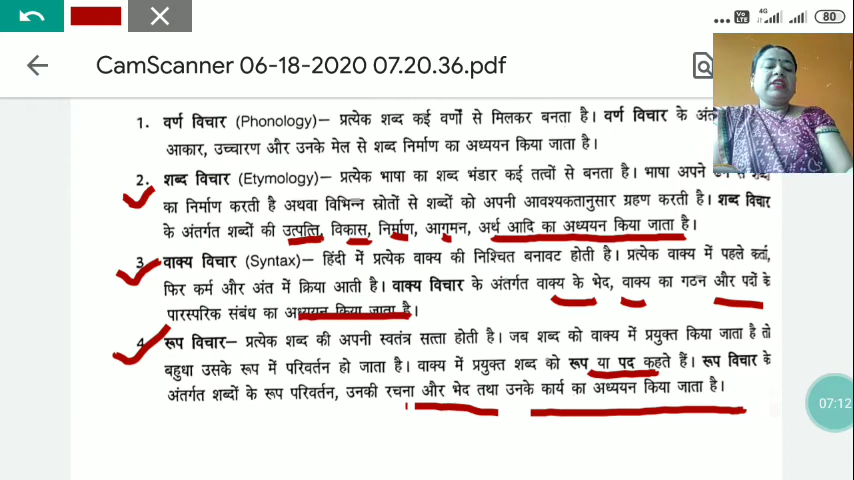 4G
Vo LTE
80
CamScanner 06-18-2020 07.20.36.pdf
1. वर्ण विचार (Phonology)– प्रत्येक शब्द कई वर्णों से मिलकर बनता है। वर्ण विचार के अंत
आकार, उच्चारण और उनके मेल से शब्द निर्माण का अध्ययन किया जाता है।
2. शब्द विचार (Etymology)– प्रत्येक भाषा का शब्द भंडार कई तत्वों से बनता है। भाषा अपने
का निर्माण करती है अथवा विभिन्न स्रोतों से शब्दों को अपनी आवश्यकतानुसार ग्रहण करती है। शब्द विचार
के अंतर्गत शब्दों की उत्पत्ति, विकास, निर्माण, आगमन, अर्थ आदि का अध्ययन किया जाता है।
3. वाक्य विचार (Syntax)– हिंदी में प्रत्येक वाक्य की निश्चित बनावट होती है। प्रत्येक वाक्य में पहले कर्ता,
फिर कर्म और अंत में क्रिया आती है। वाक्य विचार के अंतर्गत वाक्य के भेद, वाक्य का गठन और पदों के
पारस्परिक संबंध का अध्ययन किया जाता है।
4. रूप विचार– प्रत्येक शब्द की अपनी स्वतंत्र सत्ता होती है। जब शब्द को वाक्य में प्रयुक्त किया जाता है तो
बहुधा उसके रूप में परिवर्तन हो जाता है। वाक्य में प्रयुक्त शब्द को रूप या पद कहते हैं। रूप विचार के
अंतर्गत शब्दों के रूप परिवर्तन, उनकी रचना और भेद तथा उनके कार्य का अध्ययन किया जाता है।
07:12